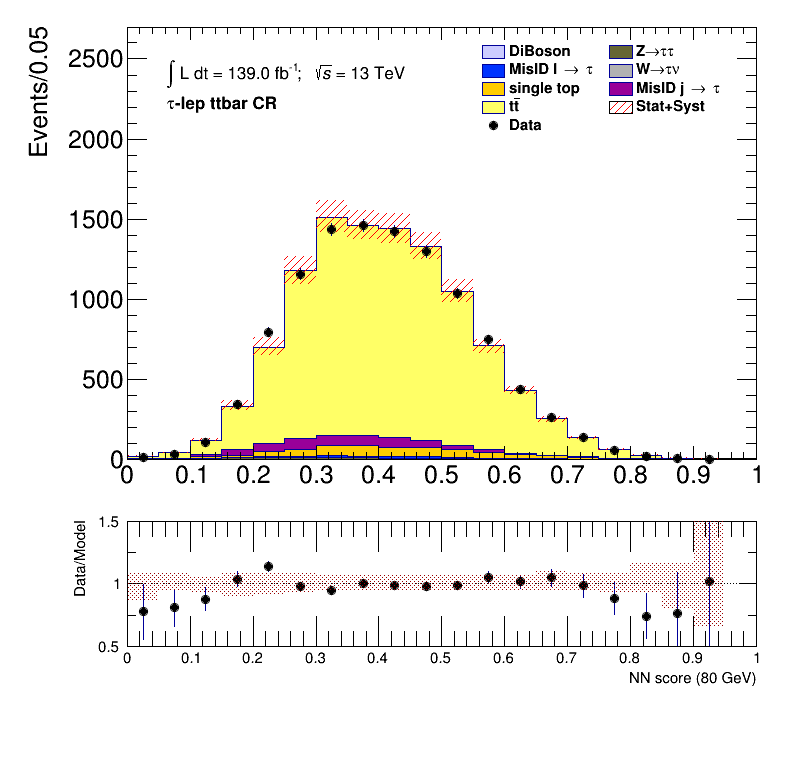 Events/0.05
2500
2000
1500
1000
500
0
∫ L dt = 139.0 fb⁻¹; √s = 13 TeV
τ-lep ttbar CR
DiBoson
MisID l → τ
single top
tt̄
Data
Z→ττ
W→τν
MisID j → τ
Stat+Syst
0 0.1 0.2 0.3 0.4 0.5 0.6 0.7 0.8 0.9 1
Data/Model
1.5
1
0.5
0 0.1 0.2 0.3 0.4 0.5 0.6 0.7 0.8 0.9 1
NN score (80 GeV)